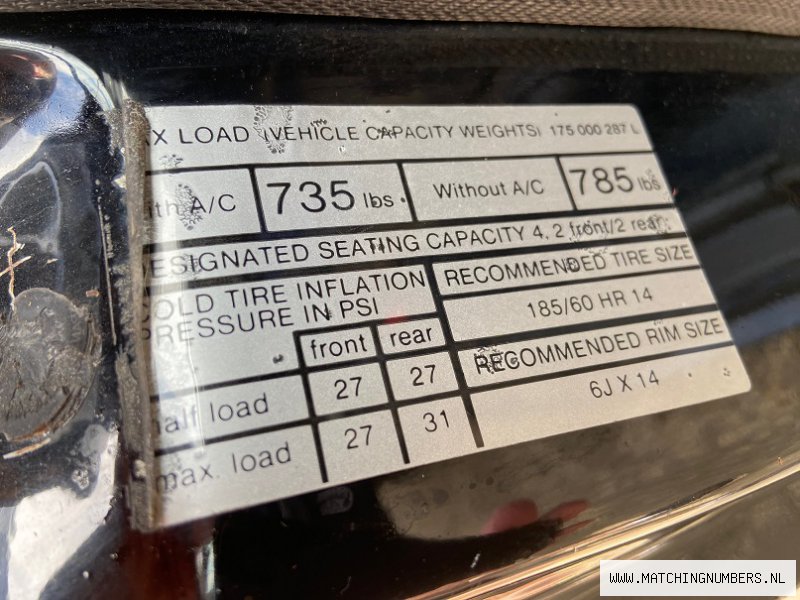 X LOAD (VEHICLE CAPACITY WEIGHTS) 175 000 287 L
ith A/C 735 lbs. Without A/C 785 lbs
ESIGNATED SEATING CAPACITY 4, 2 front/2 rear
OLD TIRE INFLATION
PRESSURE IN PSI
front rear
half load 27 27
max. load 27 31
RECOMMENDED TIRE SIZE
185/60 HR 14
RECOMMENDED RIM SIZE
6J X 14
WWW.MATCHINGNUMBERS.NL